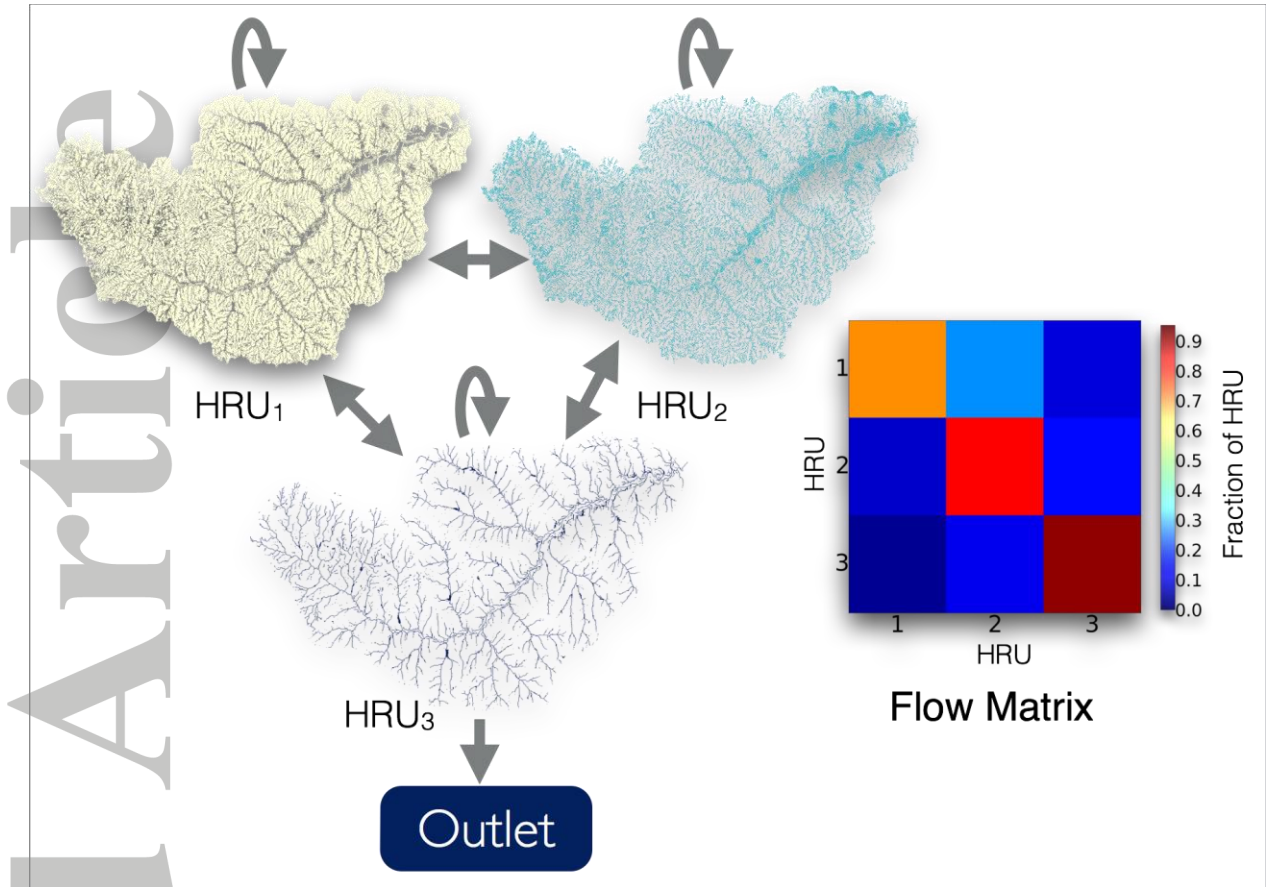 l Article
HRU₁
HRU₂
HRU₃
Outlet
HRU
1
2
3
1
2
3
HRU
0.9
0.8
0.7
0.6
0.5
0.4
0.3
0.2
0.1
0.0
Fraction of HRU
Flow Matrix